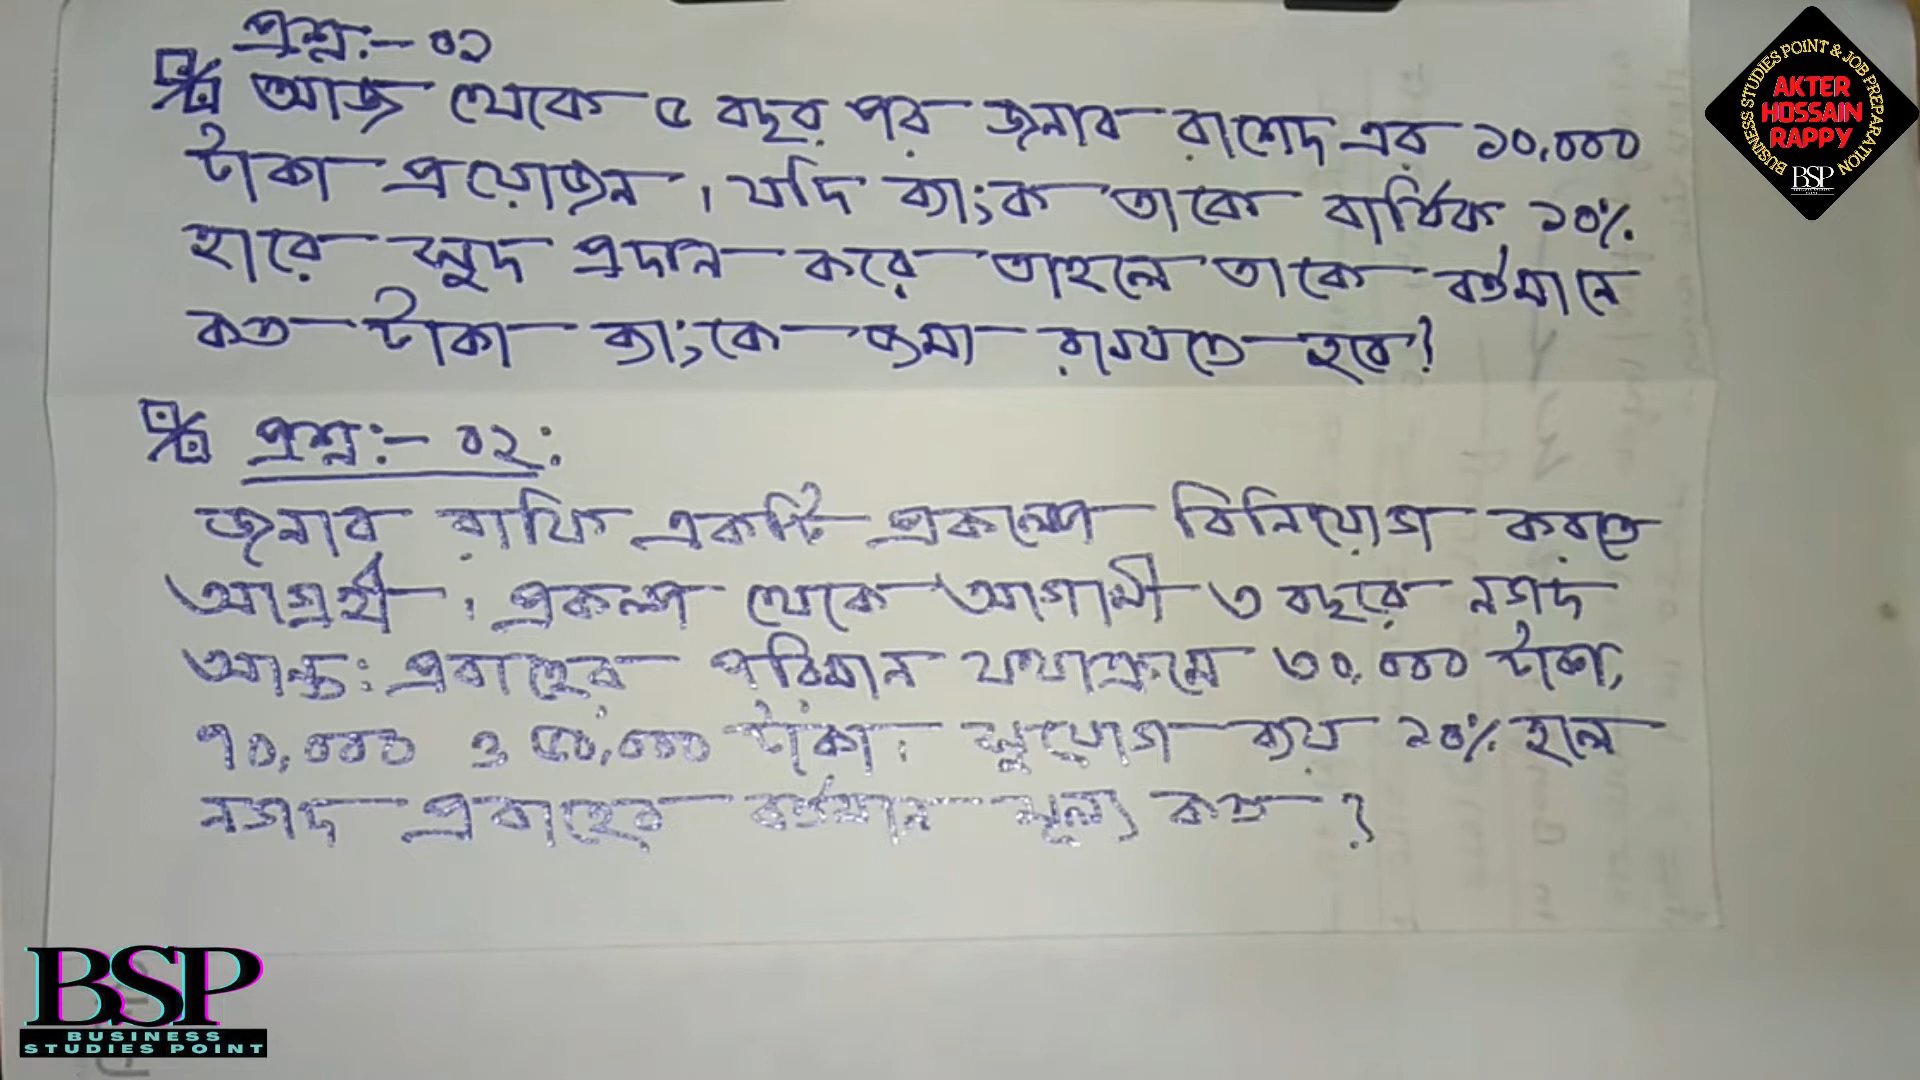 প্রশ্ন:- ০১
আজ থেকে ৫ বছর পর জনাব রাশেদ এর ১০,০০০
টাকা প্রয়োজন। যদি ব্যাংক তাকে বার্ষিক ১০%
হারে সুদ প্রদান করে তাহলে তাকে বর্তমানে
কত টাকা ব্যাংকে জমা রাখতে হবে?
প্রশ্ন:- ০২:
জনাব রাফি একটি প্রকল্পে বিনিয়োগ করতে
আগ্রহী। প্রকল্প থেকে আগামী ৩ বছরে নগদ
আন্ত:প্রবাহের পরিমান যথাক্রমে ৩০,০০০ টাকা,
৭০,০০০ ও ৫০,০০০ টাকা। সুযোগ ব্যয় ১০% হলে
নগদ প্রবাহের বর্তমান মূল্য কত?
BUSINESS STUDIES POINT & JOB PREPARATION
AKTER
HOSSAIN
RAPPY
BSP
BSP
BUSINESS
STUDIES POINT